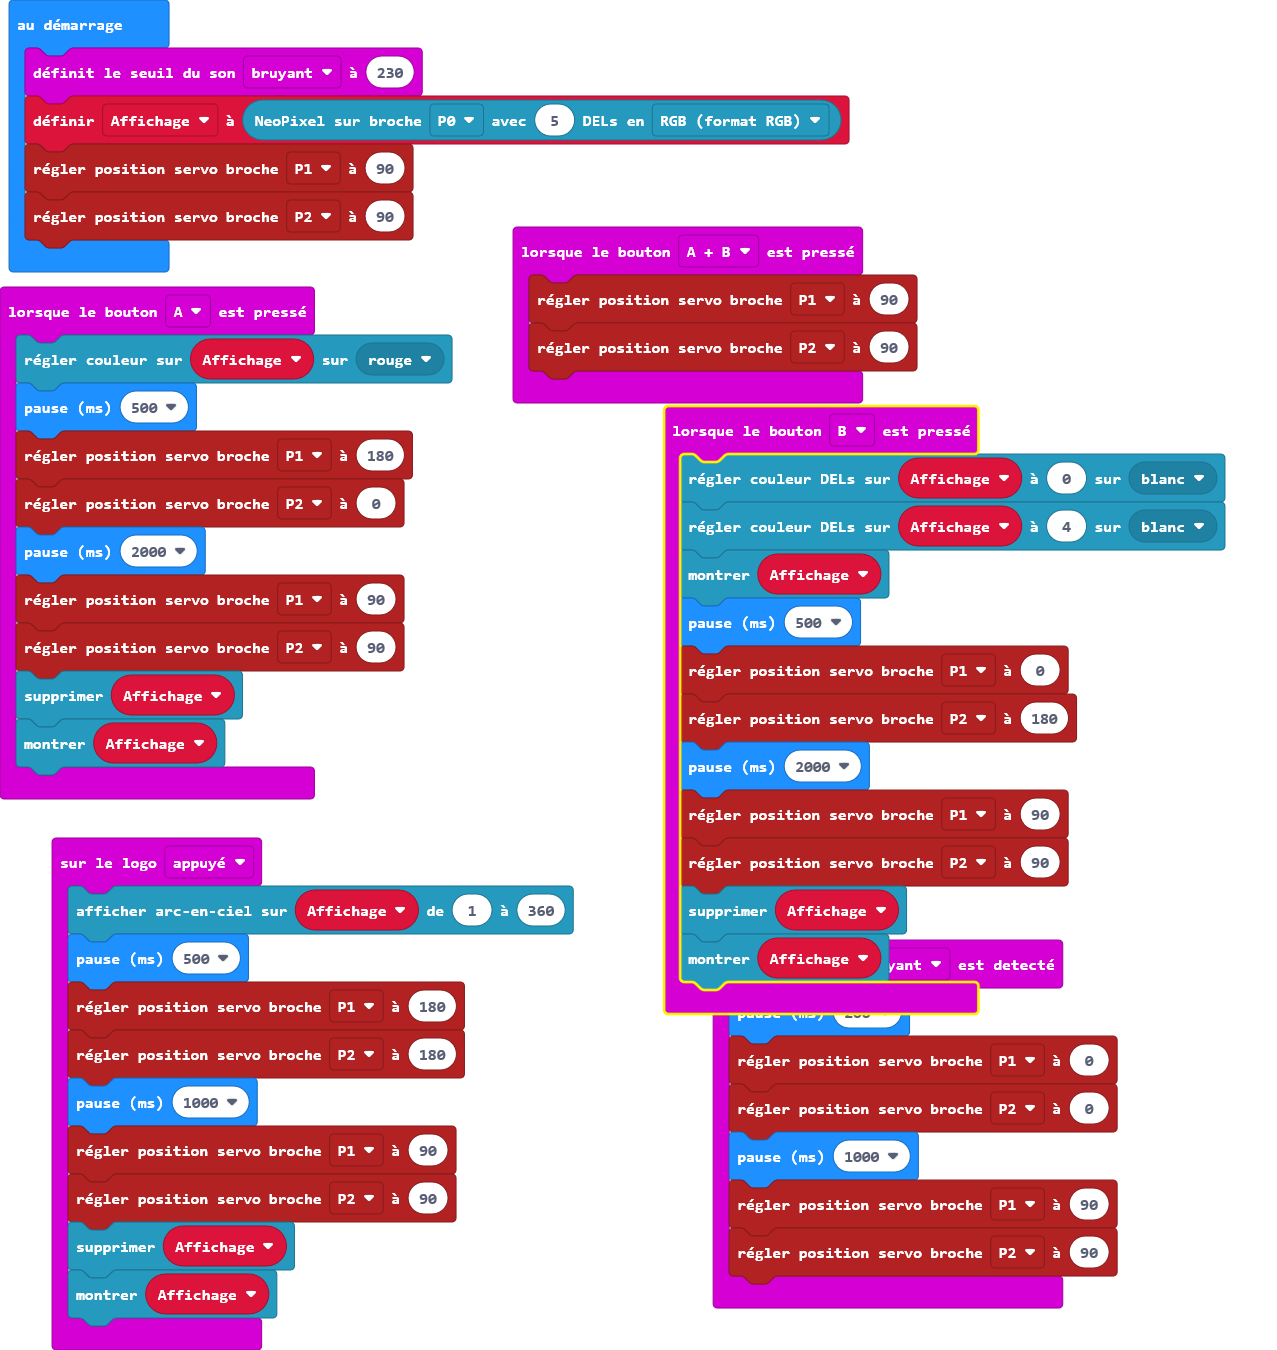 au démarrage
définit le seuil du son bruyant à 230
définir Affichage à NeoPixel sur broche P0 avec 5 DELs en RGB (format RGB)
régler position servo broche P1 à 90
régler position servo broche P2 à 90
lorsque le bouton A + B est pressé
régler position servo broche P1 à 90
régler position servo broche P2 à 90
lorsque le bouton A est pressé
régler couleur sur Affichage sur rouge
pause (ms) 500
régler position servo broche P1 à 180
régler position servo broche P2 à 0
pause (ms) 2000
régler position servo broche P1 à 90
régler position servo broche P2 à 90
supprimer Affichage
montrer Affichage
lorsque le bouton B est pressé
régler couleur DELs sur Affichage à 0 sur blanc
régler couleur DELs sur Affichage à 4 sur blanc
montrer Affichage
pause (ms) 500
régler position servo broche P1 à 0
régler position servo broche P2 à 180
pause (ms) 2000
régler position servo broche P1 à 90
régler position servo broche P2 à 90
supprimer Affichage
montrer Affichage
sur le logo appuyé
afficher arc-en-ciel sur Affichage de 1 à 360
pause (ms) 500
régler position servo broche P1 à 180
régler position servo broche P2 à 180
pause (ms) 1000
régler position servo broche P1 à 90
régler position servo broche P2 à 90
supprimer Affichage
montrer Affichage
yant est detecté
pause (ms)
régler position servo broche P1 à 0
régler position servo broche P2 à 0
pause (ms) 1000
régler position servo broche P1 à 90
régler position servo broche P2 à 90